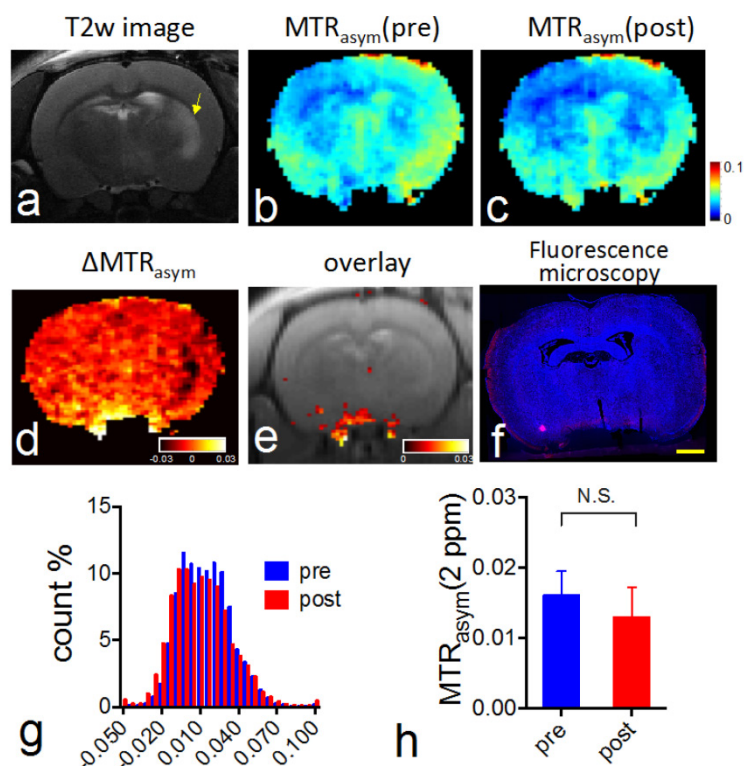 T2w image
MTRasym(pre)
MTRasym(post)
a
b
c
0.1
0
ΔMTRasym
overlay
Fluorescence
microscopy
d
-0.03
0.03
e
0
0.03
f
15
10
5
0
count %
pre
post
-0.050
-0.020
0.010
0.040
0.070
0.100
g
0.03
0.02
0.01
0.00
MTRasym(2 ppm)
N.S.
pre
post
h